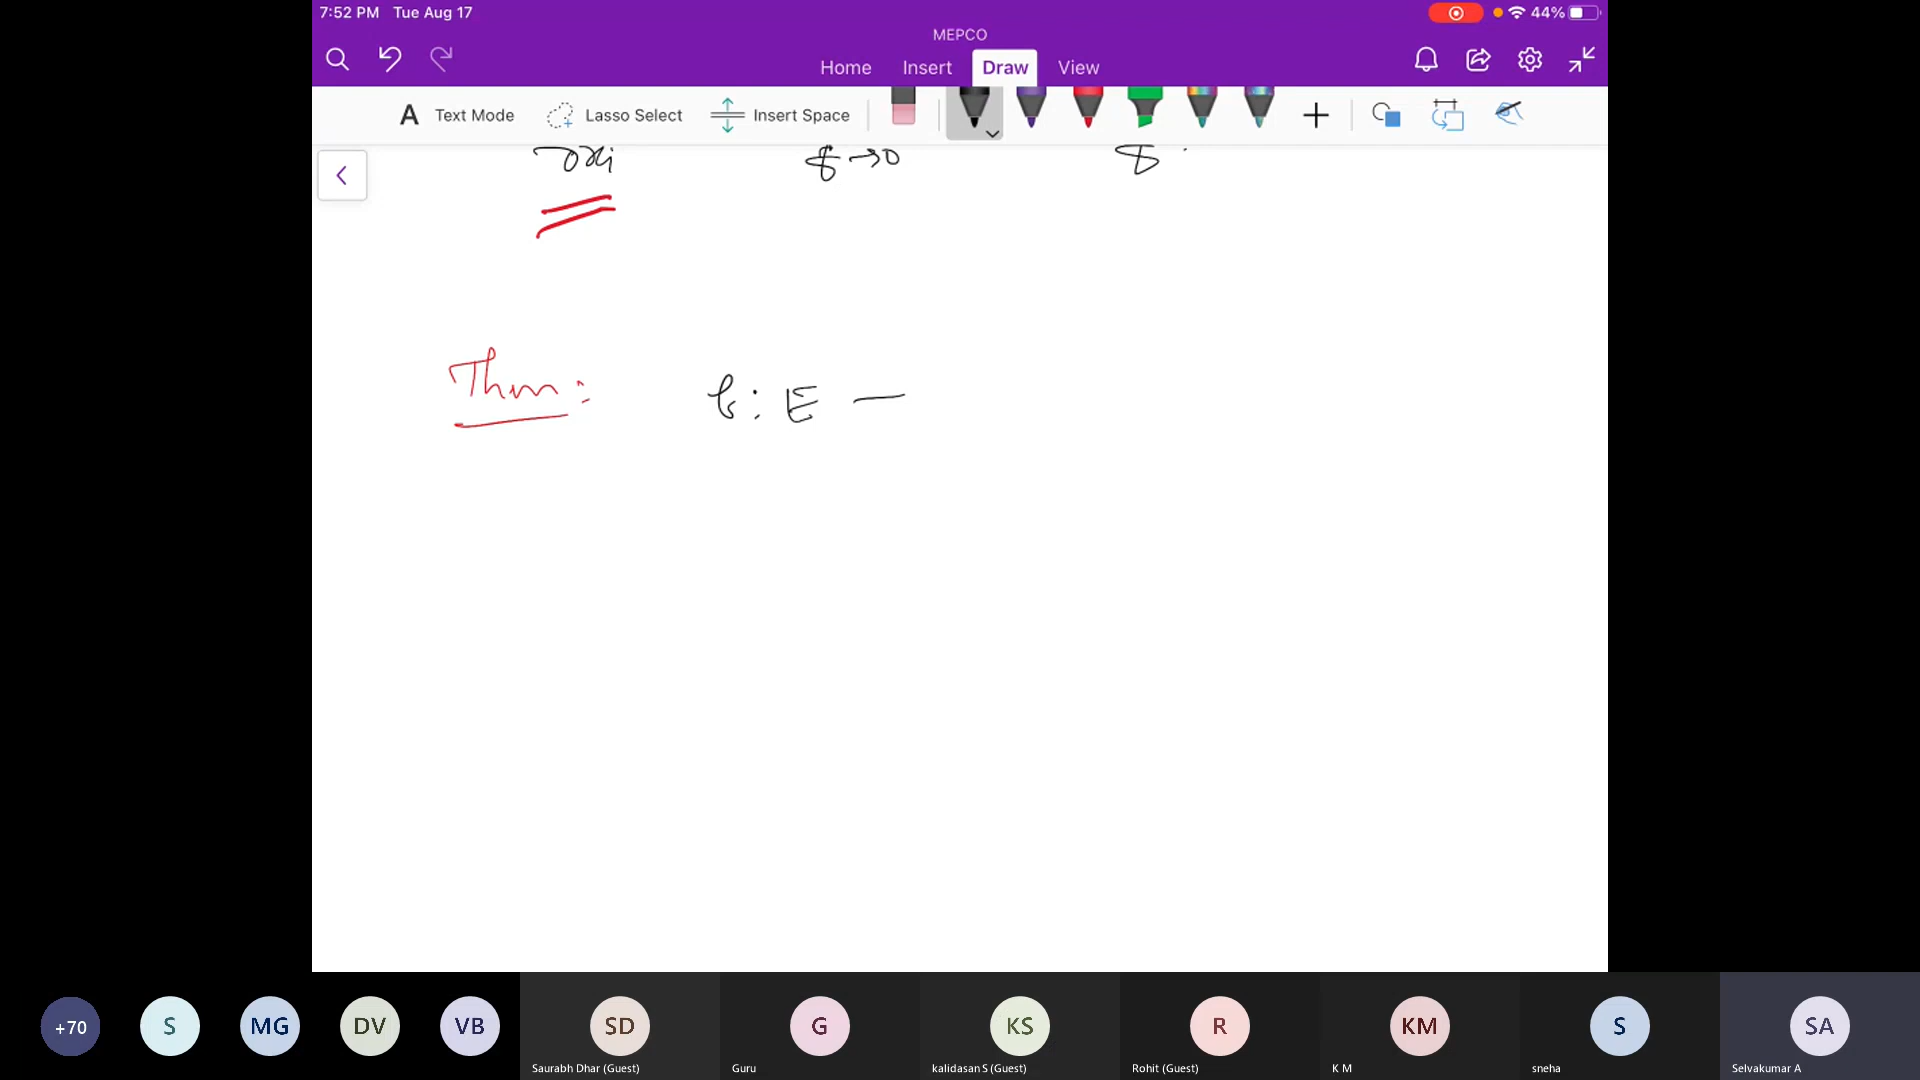 7:52 PM Tue Aug 17
44%
MEPCO
Home Insert Draw View
A Text Mode Lasso Select Insert Space
→0
Thm:
f: E —
+70 S MG DV VB SD G KS R KM S SA
Saurabh Dhar (Guest) Guru kalidasan S (Guest) Rohit (Guest) K M sneha Selvakumar A